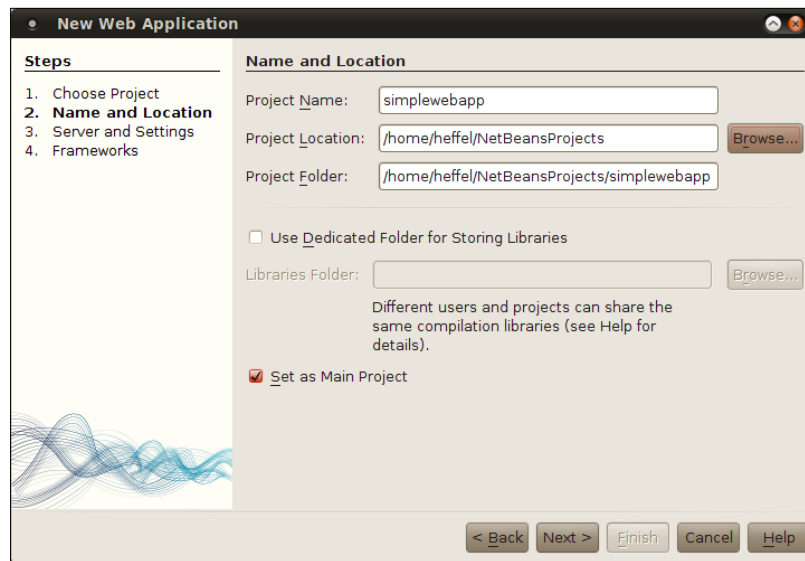 New Web Application
Steps
1. Choose Project
2. Name and Location
3. Server and Settings
4. Frameworks
Name and Location
Project Name: simplewebapp
Project Location: /home/heffel/NetBeansProjects Browse...
Project Folder: /home/heffel/NetBeansProjects/simplewebapp
Use Dedicated Folder for Storing Libraries
Libraries Folder: Browse...
Different users and projects can share the
same compilation libraries (see Help for
details).
Set as Main Project
< Back Next > Finish Cancel Help